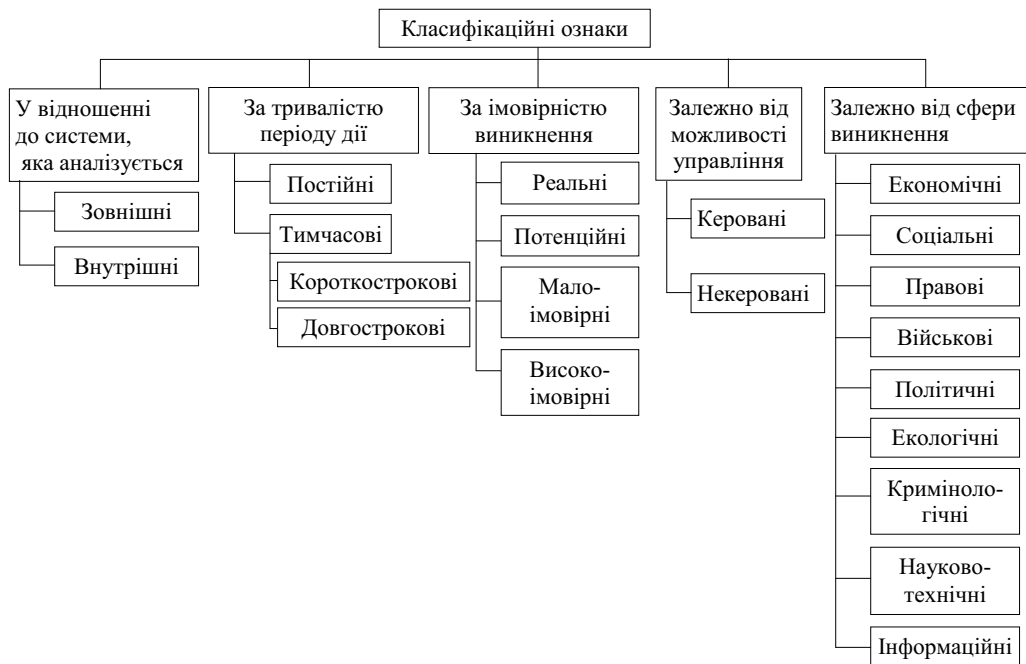 Класифікаційні ознаки
У відношенні
до системи,
яка аналізується
Зовнішні
Внутрішні
За тривалістю
періоду дії
Постійні
Тимчасові
Короткострокові
Довгострокові
За імовірністю
виникнення
Реальні
Потенційні
Мало-
імовірні
Високо-
імовірні
Залежно від
можливості
управління
Керовані
Некеровані
Залежно від сфери
виникнення
Економічні
Соціальні
Правові
Військові
Політичні
Екологічні
Криміноло-
гічні
Науково-
технічні
Інформаційні